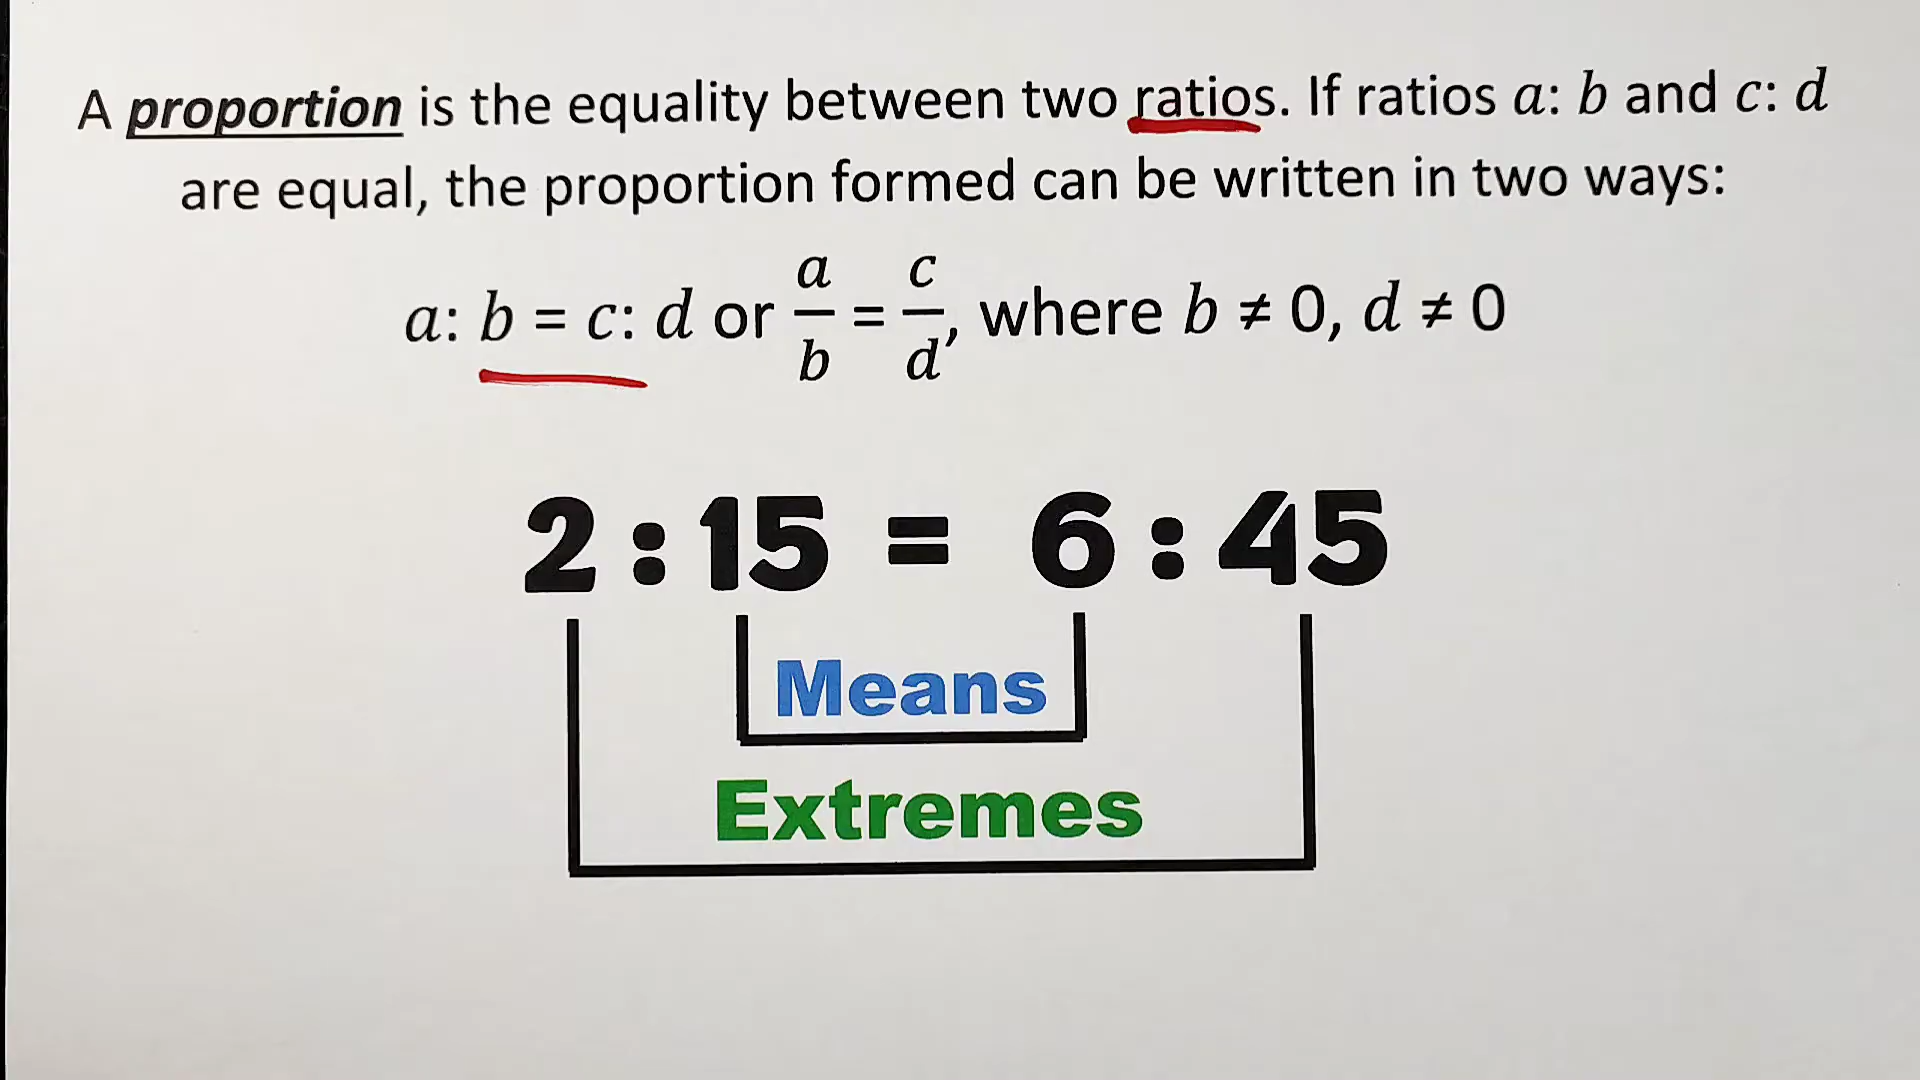 A proportion is the equality between two ratios. If ratios a: b and c: d
are equal, the proportion formed can be written in two ways:
a: b = c: d or a/b = c/d, where b ≠ 0, d ≠ 0
2 : 15 = 6 : 45
Means
Extremes